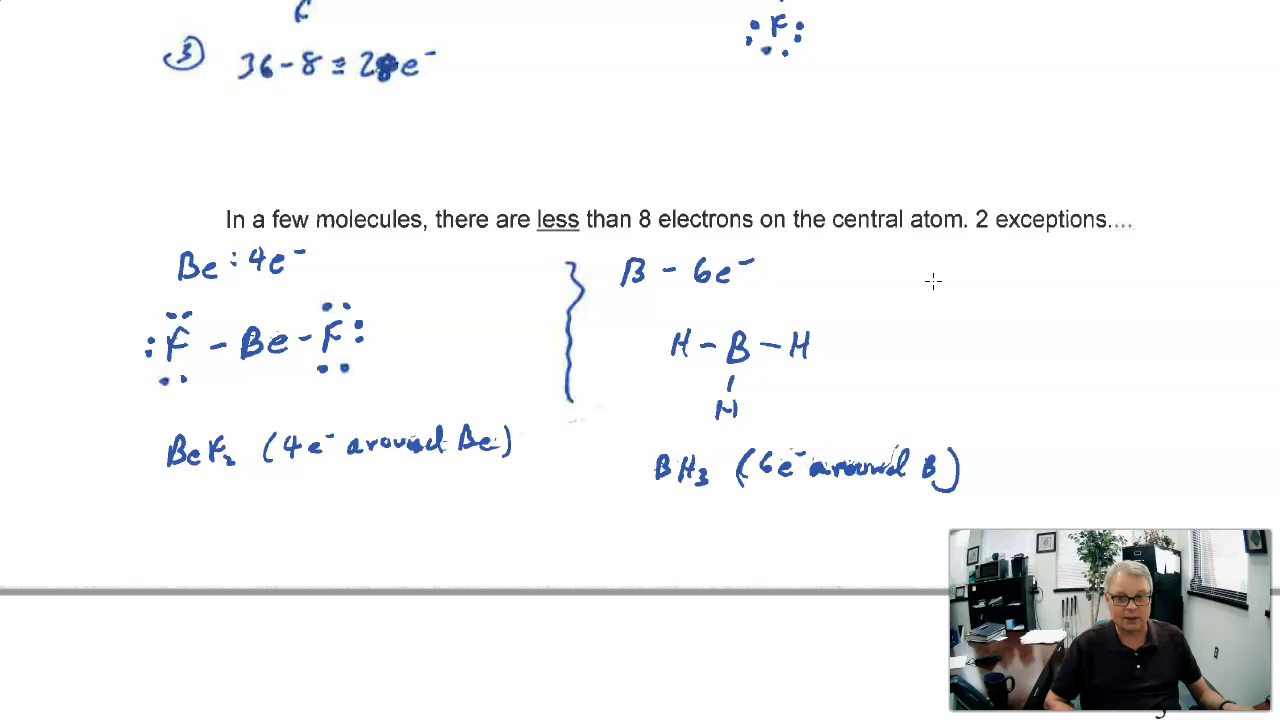 F
F
③ 36 - 8 = 28 e⁻
In a few molecules, there are less than 8 electrons on the central atom. 2 exceptions....
Be : 4e⁻
B - 6e⁻
F - Be - F
H - B - H
H
BeF₂ (4e⁻ around Be)
BH₃ (6e⁻ around B)